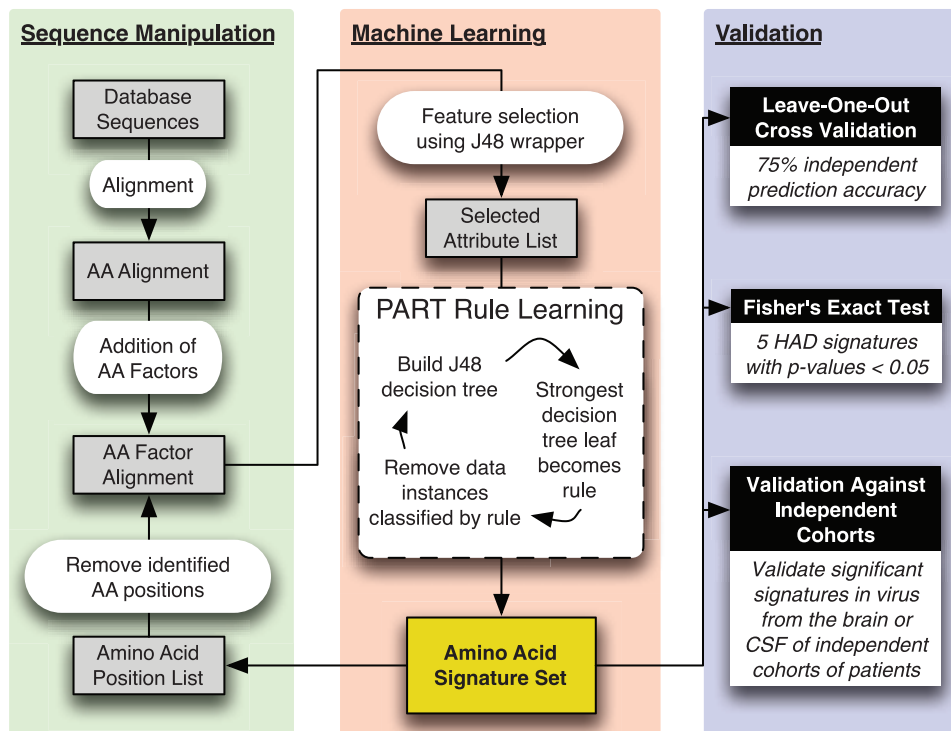 Sequence Manipulation
Database
Sequences
Alignment
AA Alignment
Addition of
AA Factors
AA Factor
Alignment
Remove identified
AA positions
Amino Acid
Position List
Machine Learning
Feature selection
using J48 wrapper
Selected
Attribute List
PART Rule Learning
Build J48
decision tree
Strongest
decision
tree leaf
becomes
rule
Remove data
instances
classified by rule
Amino Acid
Signature Set
Validation
Leave-One-Out
Cross Validation
75% independent
prediction accuracy
Fisher's Exact Test
5 HAD signatures
with p-values < 0.05
Validation Against
Independent
Cohorts
Validate significant
signatures in virus
from the brain or
CSF of independent
cohorts of patients